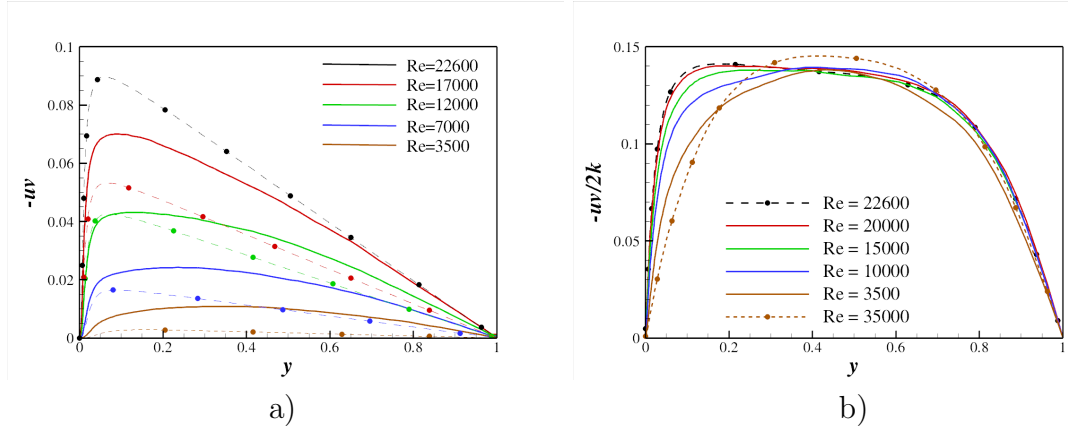 0.1
0.08
0.06
0.04
0.02
0
-uv
0
0.2
0.4
0.6
0.8
1
y
Re=22600
Re=17000
Re=12000
Re=7000
Re=3500
a)
0.15
0.1
0.05
0
-uv/2k
0
0.2
0.4
0.6
0.8
1
y
Re = 22600
Re = 20000
Re = 15000
Re = 10000
Re = 3500
Re = 35000
b)